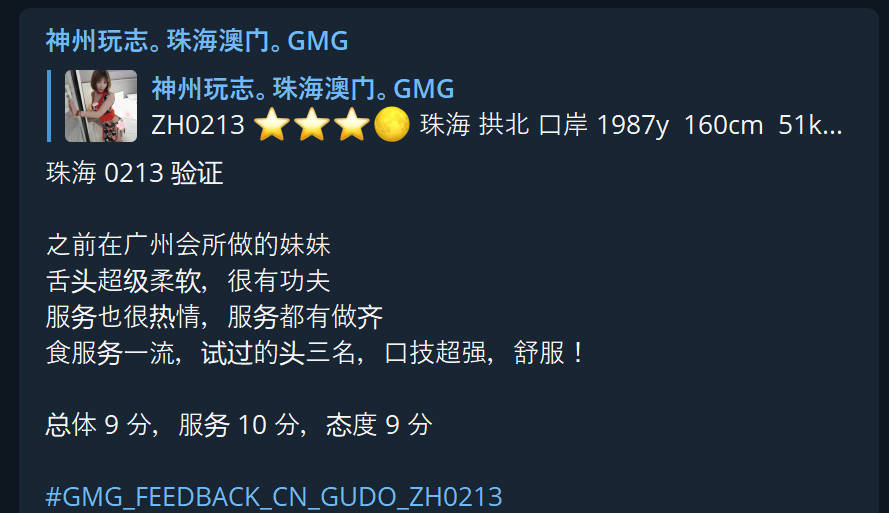 神州玩志。珠海澳门。GMG
神州玩志。珠海澳门。GMG
ZH0213 ⭐⭐⭐🌕 珠海 拱北 口岸 1987y 160cm 51k...
珠海 0213 验证
之前在广州会所做的妹妹
舌头超级柔软，很有功夫
服务也很热情，服务都有做齐
食服务一流，试过的头三名，口技超强，舒服！
总体 9 分，服务 10 分，态度 9 分
#GMG_FEEDBACK_CN_GUDO_ZH0213